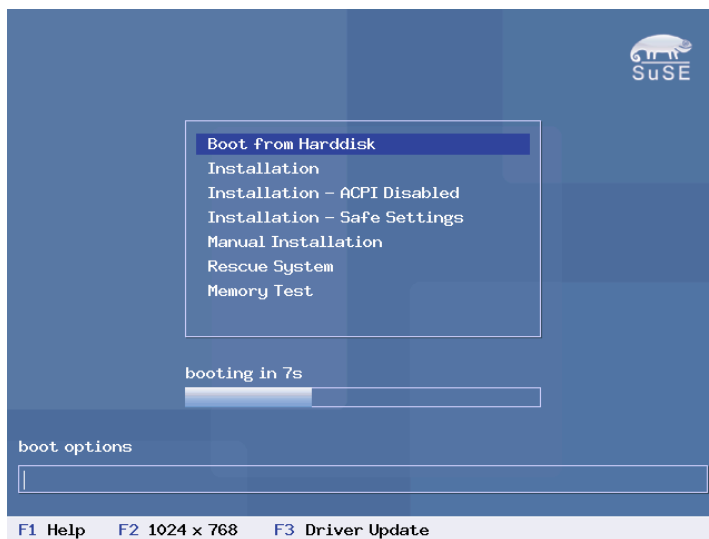 SuSE
Boot from Harddisk
Installation
Installation – ACPI Disabled
Installation – Safe Settings
Manual Installation
Rescue System
Memory Test
booting in 7s
boot options
F1 Help F2 1024 x 768 F3 Driver Update